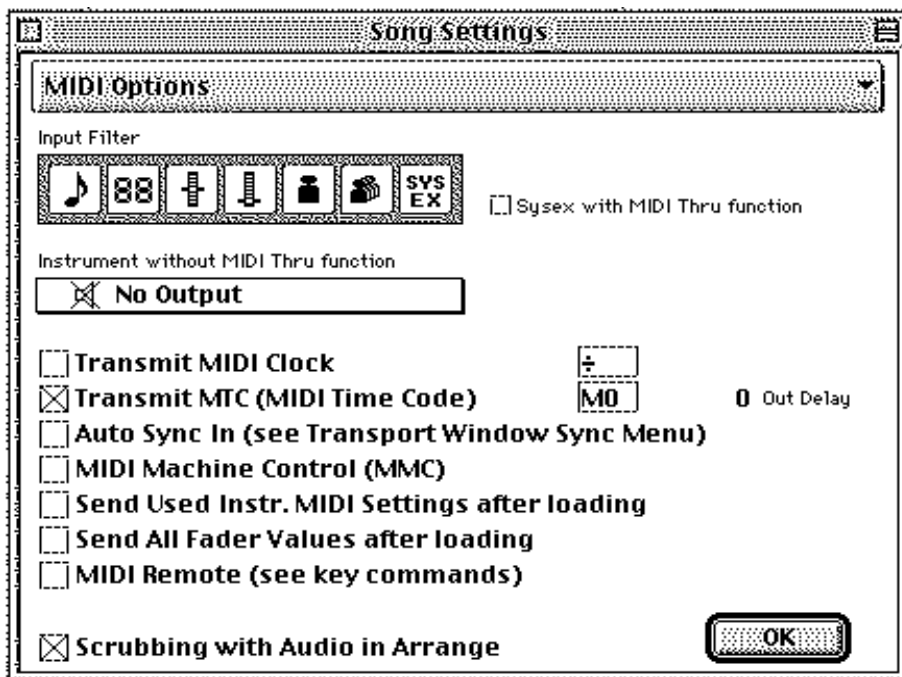 Song Settings
MIDI Options
Input Filter
88
SYS
EX
Sysex with MIDI Thru function
Instrument without MIDI Thru function
No Output
Transmit MIDI Clock ÷
Transmit MTC (MIDI Time Code) M0 0 Out Delay
Auto Sync In (see Transport Window Sync Menu)
MIDI Machine Control (MMC)
Send Used Instr. MIDI Settings after loading
Send All Fader Values after loading
MIDI Remote (see key commands)
Scrubbing with Audio in Arrange
OK